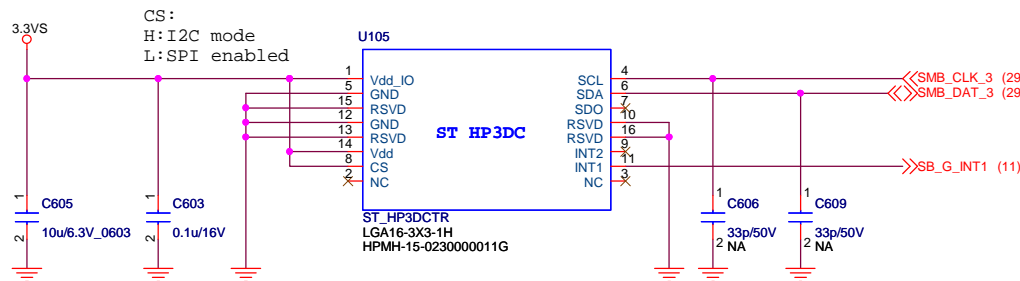 CS:
H:I2C mode
L:SPI enabled
3.3VS
U105
1 Vdd_IO
5 GND
15 RSVD
12 GND
13 RSVD
14 Vdd
8 CS
2 NC
ST HP3DC
SCL 4
SDA 6
SDO 7
RSVD 10
RSVD 16
INT2 9
INT1 11
NC 3
SMB_CLK_3 (29
SMB_DAT_3 (29
SB_G_INT1 (11)
ST_HP3DCTR
LGA16-3X3-1H
HPMH-15-0230000011G
1
C605
10u/6.3V_0603
2
1
C603
0.1u/16V
2
1
C606
33p/50V
2 NA
1
C609
33p/50V
2 NA